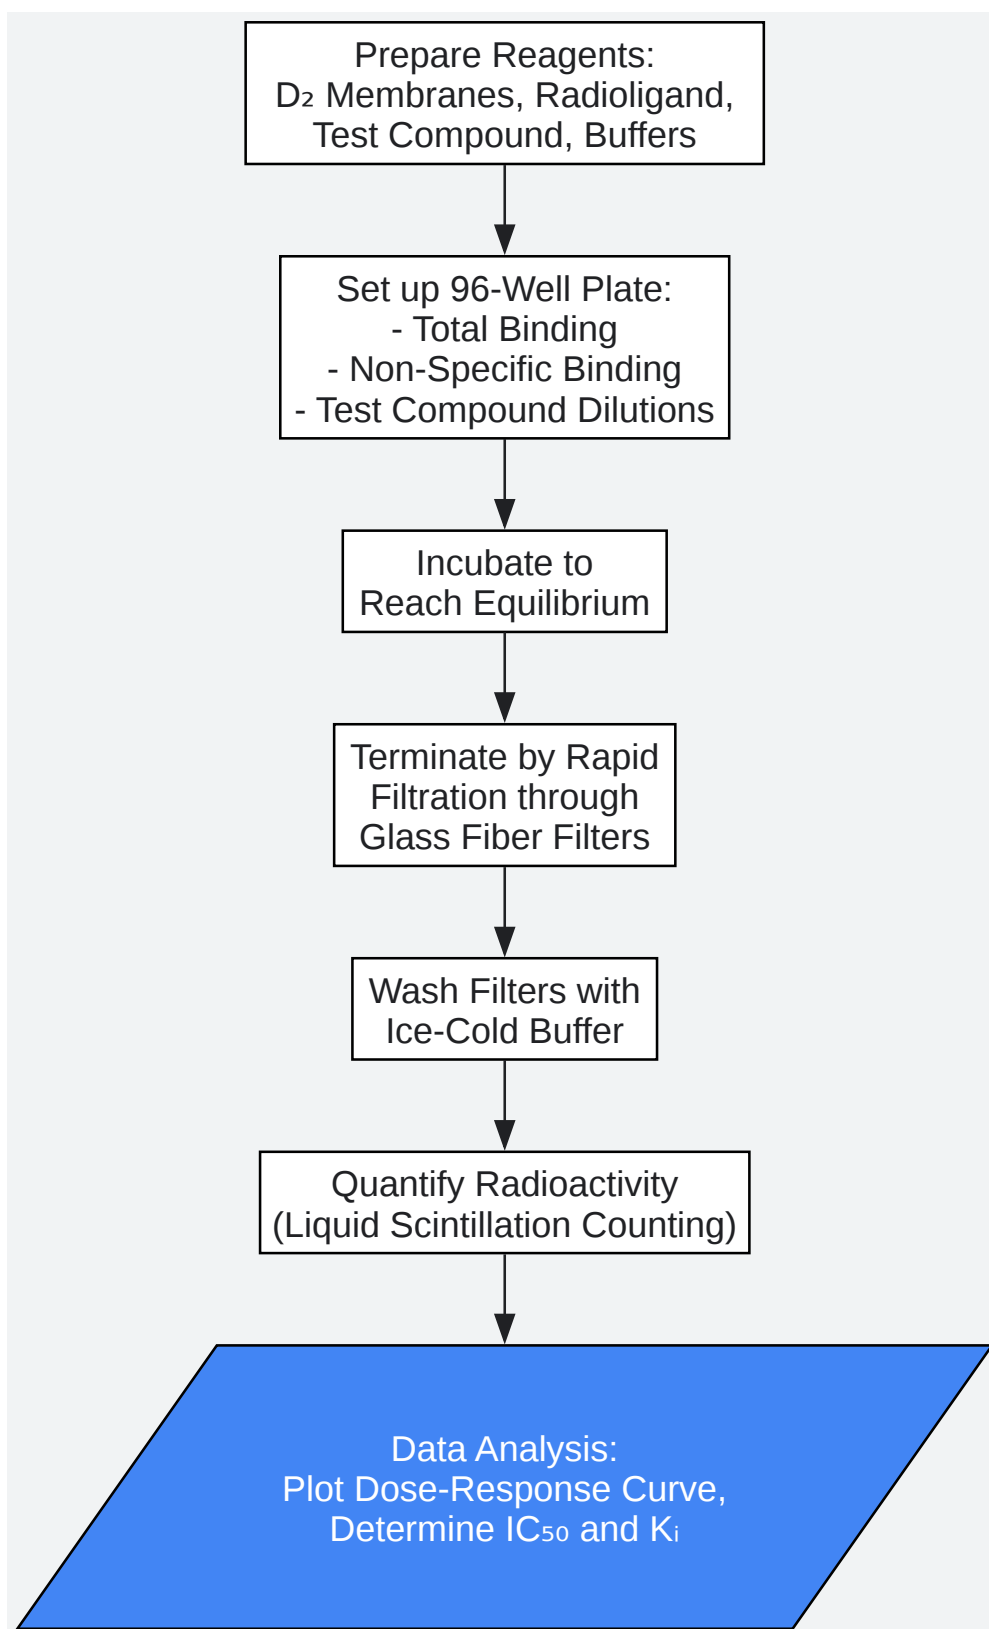 Prepare Reagents:
D₂ Membranes, Radioligand,
Test Compound, Buffers
Set up 96-Well Plate:
- Total Binding
- Non-Specific Binding
- Test Compound Dilutions
Incubate to
Reach Equilibrium
Terminate by Rapid
Filtration through
Glass Fiber Filters
Wash Filters with
Ice-Cold Buffer
Quantify Radioactivity
(Liquid Scintillation Counting)
Data Analysis:
Plot Dose-Response Curve,
Determine IC₅₀ and Kᵢ